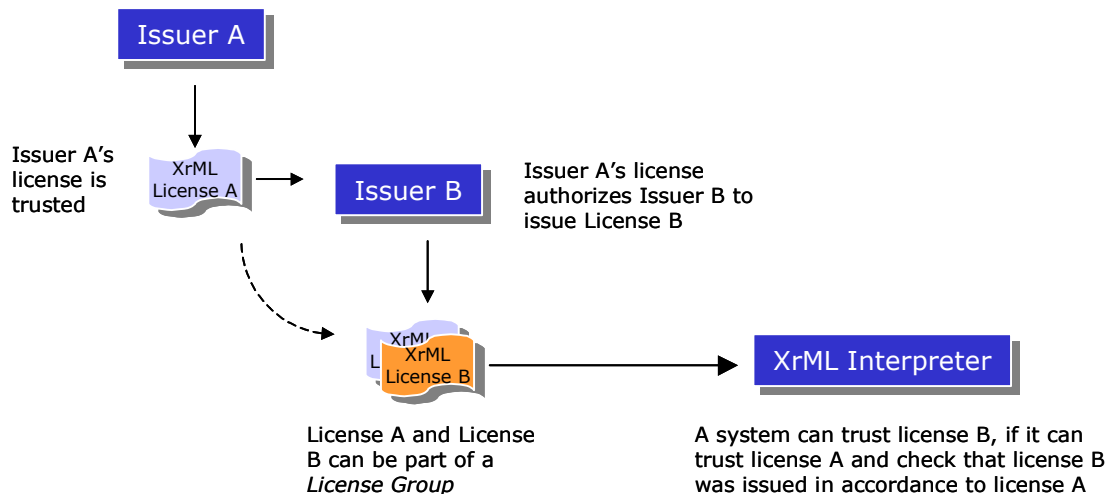 Issuer A
Issuer A’s
license is
trusted
XrML
License A
Issuer B
Issuer A’s license
authorizes Issuer B to
issue License B
XrML
L
XrML
License B
XrML Interpreter
License A and License
B can be part of a
License Group
A system can trust license B, if it can
trust license A and check that license B
was issued in accordance to license A